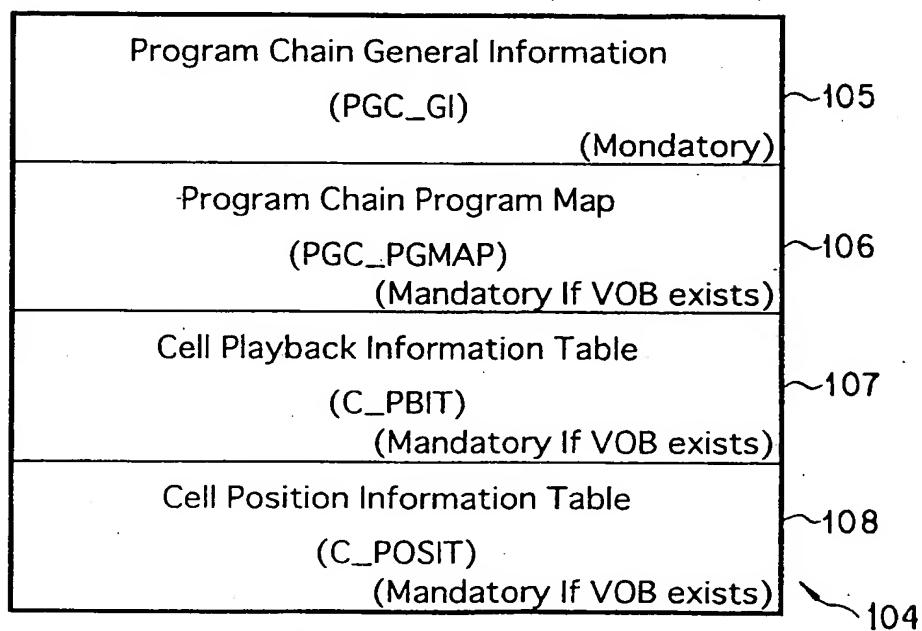 Program Chain General Information
(PGC_GI)
(Mondatory)
105
Program Chain Program Map
(PGC_PGMAP)
(Mandatory If VOB exists)
106
Cell Playback Information Table
(C_PBIT)
(Mandatory If VOB exists)
107
Cell Position Information Table
(C_POSIT)
(Mandatory If VOB exists)
108
104